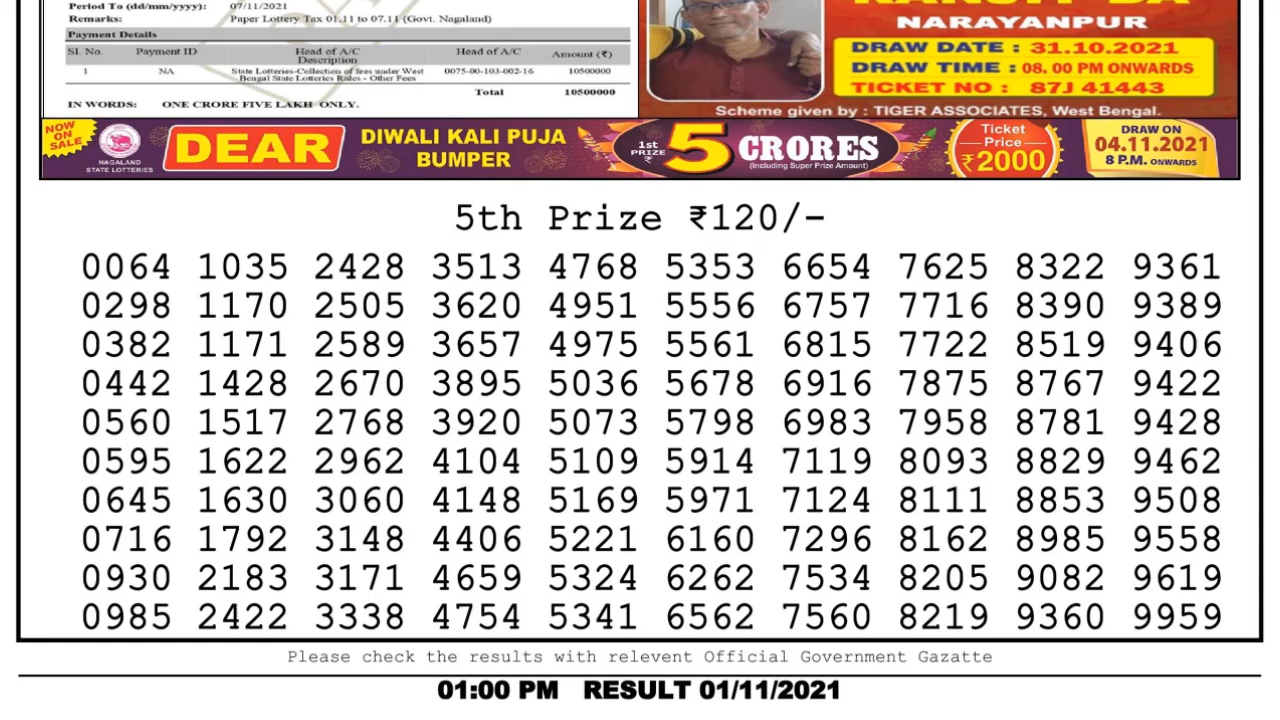 Period To (dd/mm/yyyy): 07/11/2021
Remarks: Paper Lottery Tax 01.11 to 07.11 (Govt. Nagaland)
Payment Details
Sl. No. Payment ID Head of A/C Description Head of A/C Amount (₹)
1 NA State Lotteries-Collection of fees under West Bengal State Lotteries Rules - Other Fees 0075-00-103-002-16 10500000
Total 10500000
IN WORDS: ONE CRORE FIVE LAKH ONLY.
NARAYANPUR
DRAW DATE : 31.10.2021
DRAW TIME : 08. 00 PM ONWARDS
TICKET NO : 87J 41443
Scheme given by : TIGER ASSOCIATES, West Bengal.
NOW ON SALE
NAGALAND STATE LOTTERIES
DEAR
DIWALI KALI PUJA BUMPER
1st PRIZE ₹ 5 CRORES
(Including Super Prize Amount)
Ticket Price ₹2000
DRAW ON
04.11.2021
8 P.M. ONWARDS
5th Prize ₹120/-
0064 1035 2428 3513 4768 5353 6654 7625 8322 9361
0298 1170 2505 3620 4951 5556 6757 7716 8390 9389
0382 1171 2589 3657 4975 5561 6815 7722 8519 9406
0442 1428 2670 3895 5036 5678 6916 7875 8767 9422
0560 1517 2768 3920 5073 5798 6983 7958 8781 9428
0595 1622 2962 4104 5109 5914 7119 8093 8829 9462
0645 1630 3060 4148 5169 5971 7124 8111 8853 9508
0716 1792 3148 4406 5221 6160 7296 8162 8985 9558
0930 2183 3171 4659 5324 6262 7534 8205 9082 9619
0985 2422 3338 4754 5341 6562 7560 8219 9360 9959
Please check the results with relevent Official Government Gazatte
01:00 PM RESULT 01/11/2021